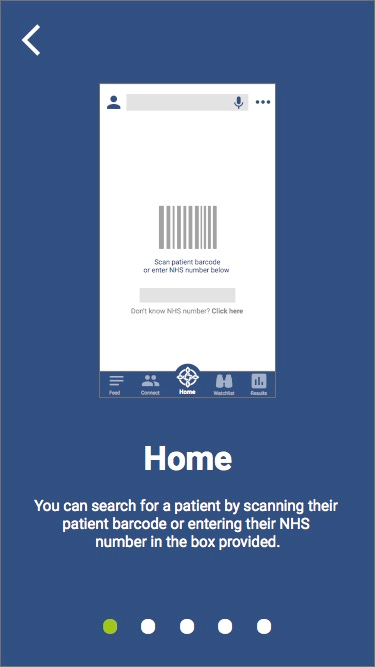 Scan patient barcode
or enter NHS number below
Don't know NHS number? Click here
Feed
Connect
Home
Watchlist
Results
Home
You can search for a patient by scanning their
patient barcode or entering their NHS
number in the box provided.